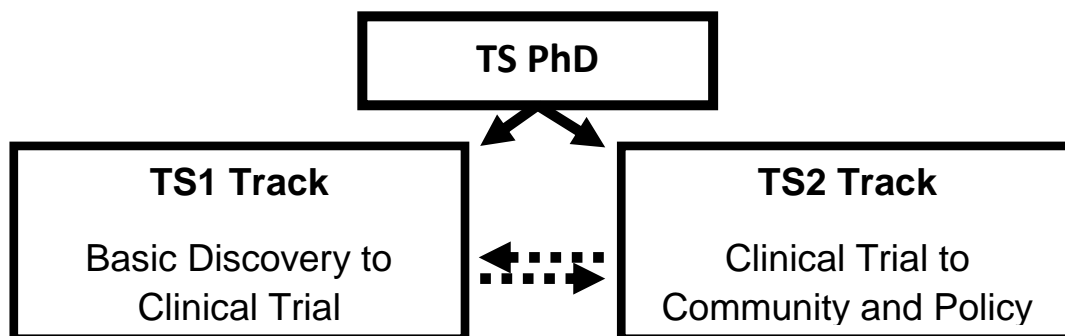 TS PhD
TS1 Track
Basic Discovery to
Clinical Trial
TS2 Track
Clinical Trial to
Community and Policy